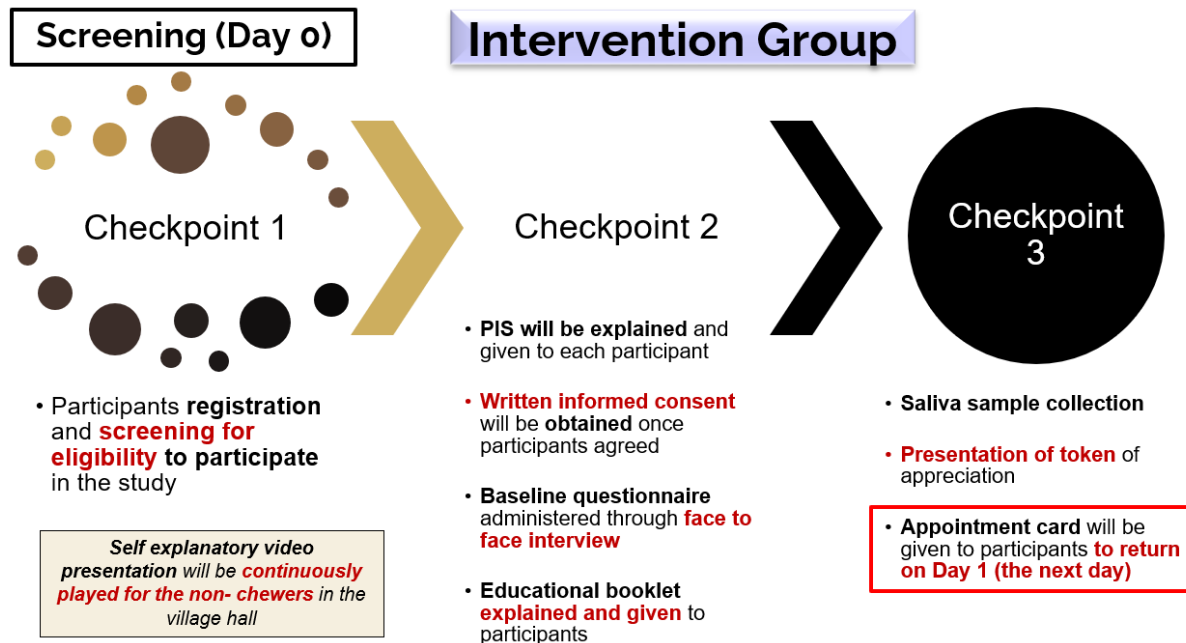 Screening (Day 0)
Intervention Group
Checkpoint 1
• Participants registration
and screening for
eligibility to participate
in the study
Self explanatory video
presentation will be continuously
played for the non- chewers in the
village hall
Checkpoint 2
• PIS will be explained and
given to each participant
• Written informed consent
will be obtained once
participants agreed
• Baseline questionnaire
administered through face to
face interview
• Educational booklet
explained and given to
participants
Checkpoint
3
• Saliva sample collection
• Presentation of token of
appreciation
• Appointment card will be
given to participants to return
on Day 1 (the next day)